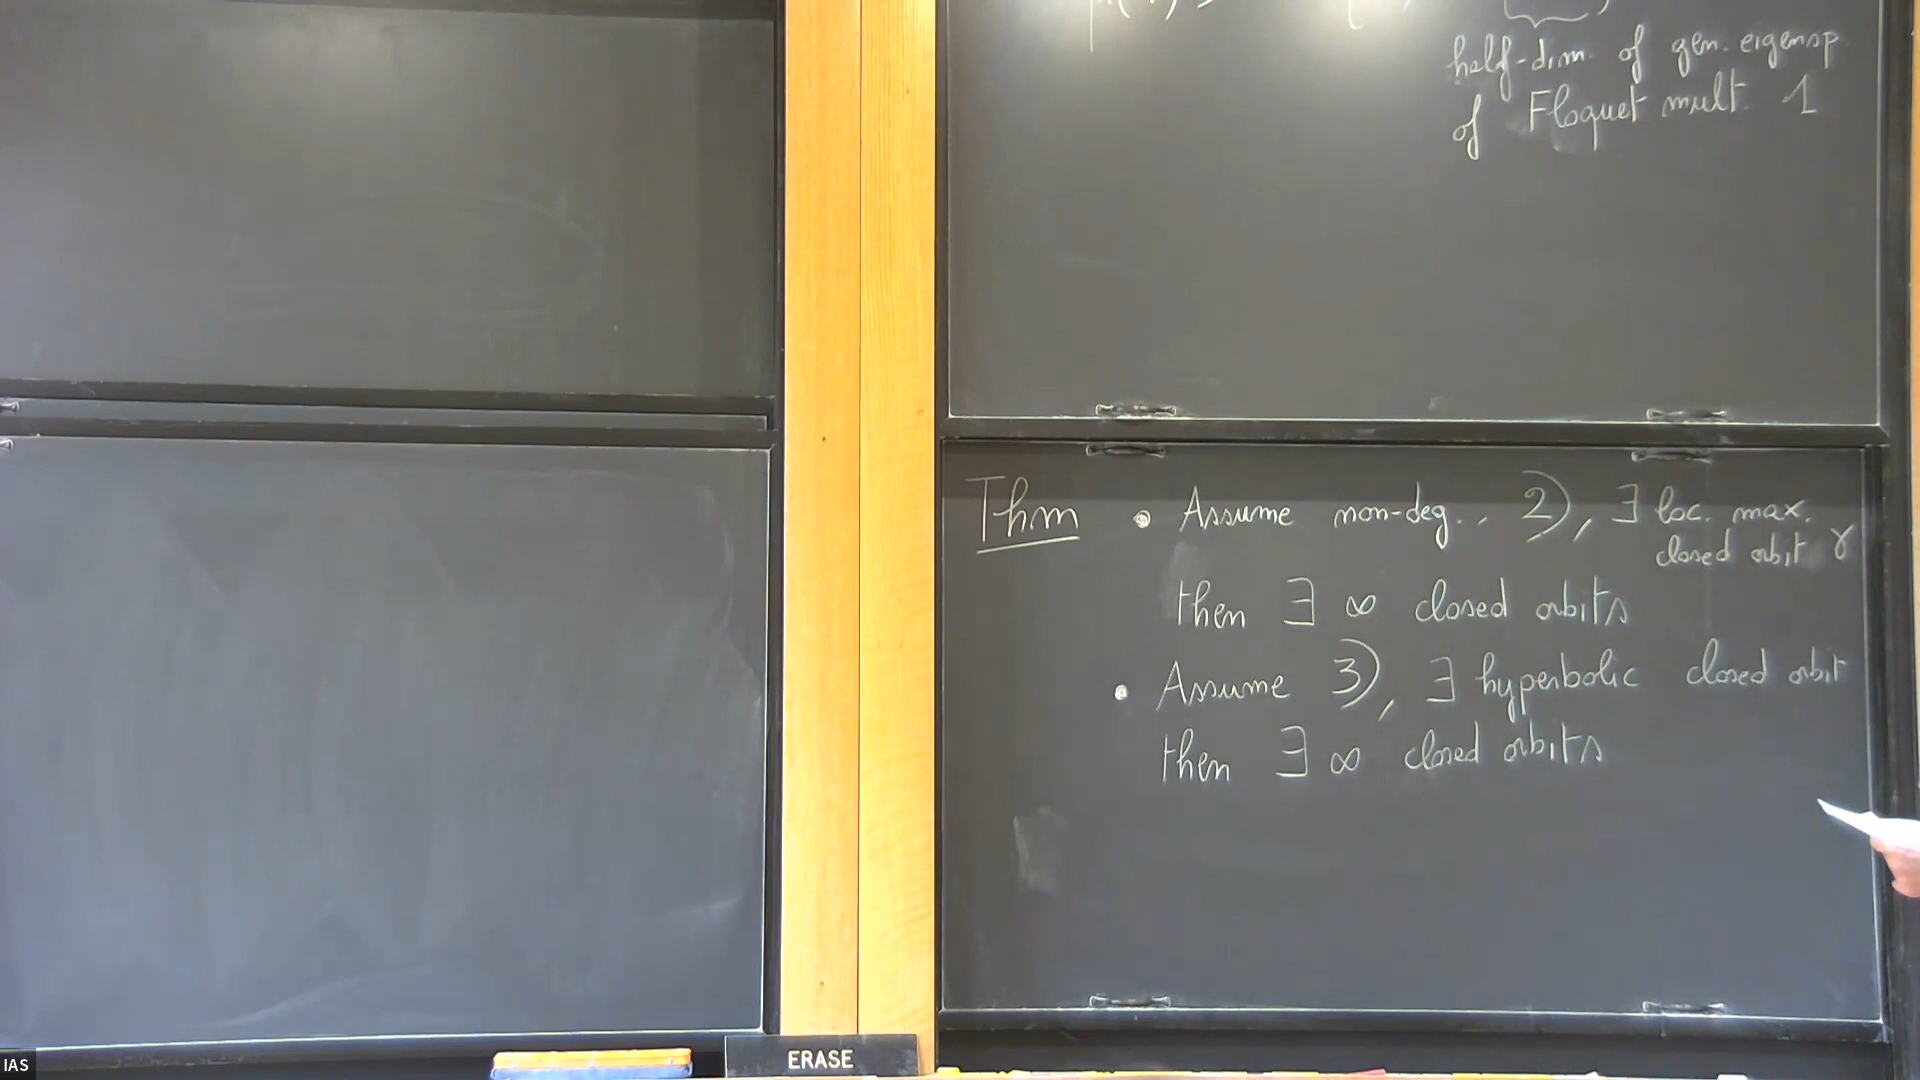 half-dim. of gen. eigensp.
of Floquet mult. 1
Thm • Assume non-deg.. 2), ∃ loc. max.
closed orbit γ
then ∃ ∞ closed orbits
• Assume 3), ∃ hyperbolic closed orbit
then ∃ ∞ closed orbits
ERASE
IAS